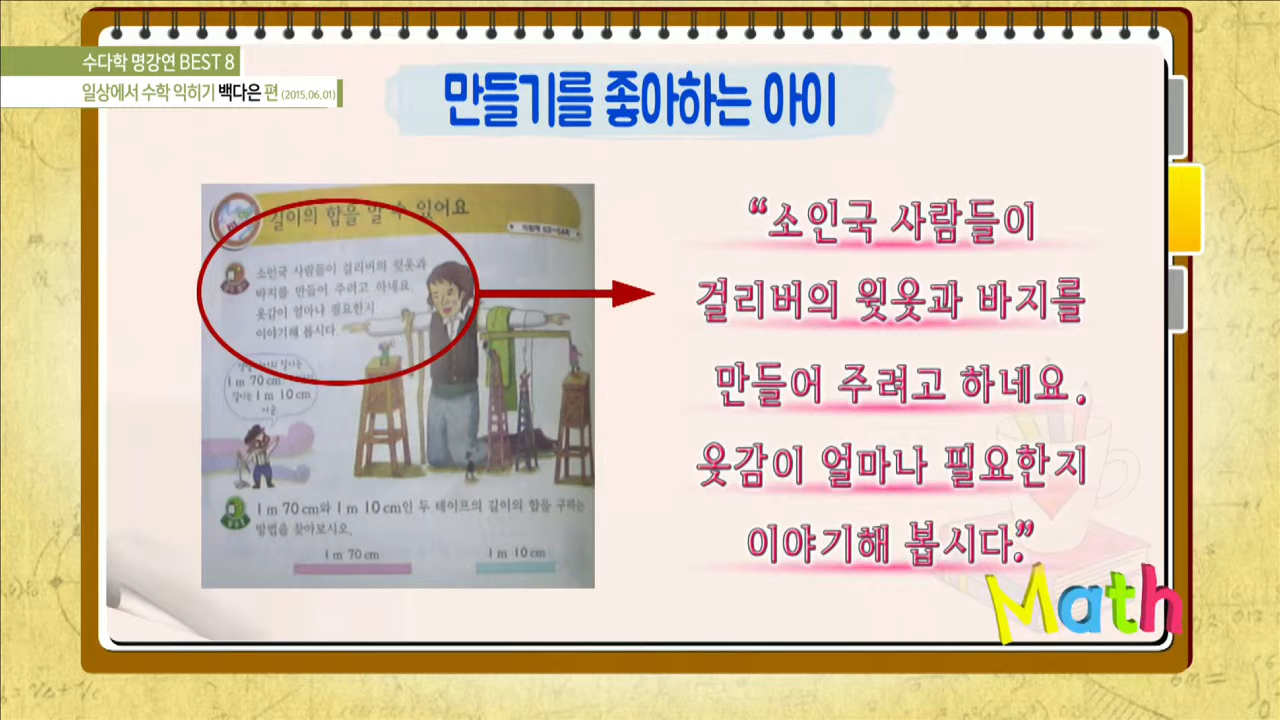 수다학 명강연 BEST 8
일상에서 수학 익히기 백다은 편 (2015.06.01)
만들기를 좋아하는 아이
길이의 합을 알 수 있어요
소인국 사람들이 걸리버의 윗옷과
바지를 만들어 주려고 하네요.
옷감이 얼마나 필요한지
이야기해 봅시다.
1 m 70 cm
길이는 1 m 10 cm
1 m 70 cm와 1 m 10 cm인 두 테이프의 길이의 합을 구하는
방법을 찾아보시오.
1 m 70 cm
1 m 10 cm
“소인국 사람들이
걸리버의 윗옷과 바지를
만들어 주려고 하네요.
옷감이 얼마나 필요한지
이야기해 봅시다.”
Math